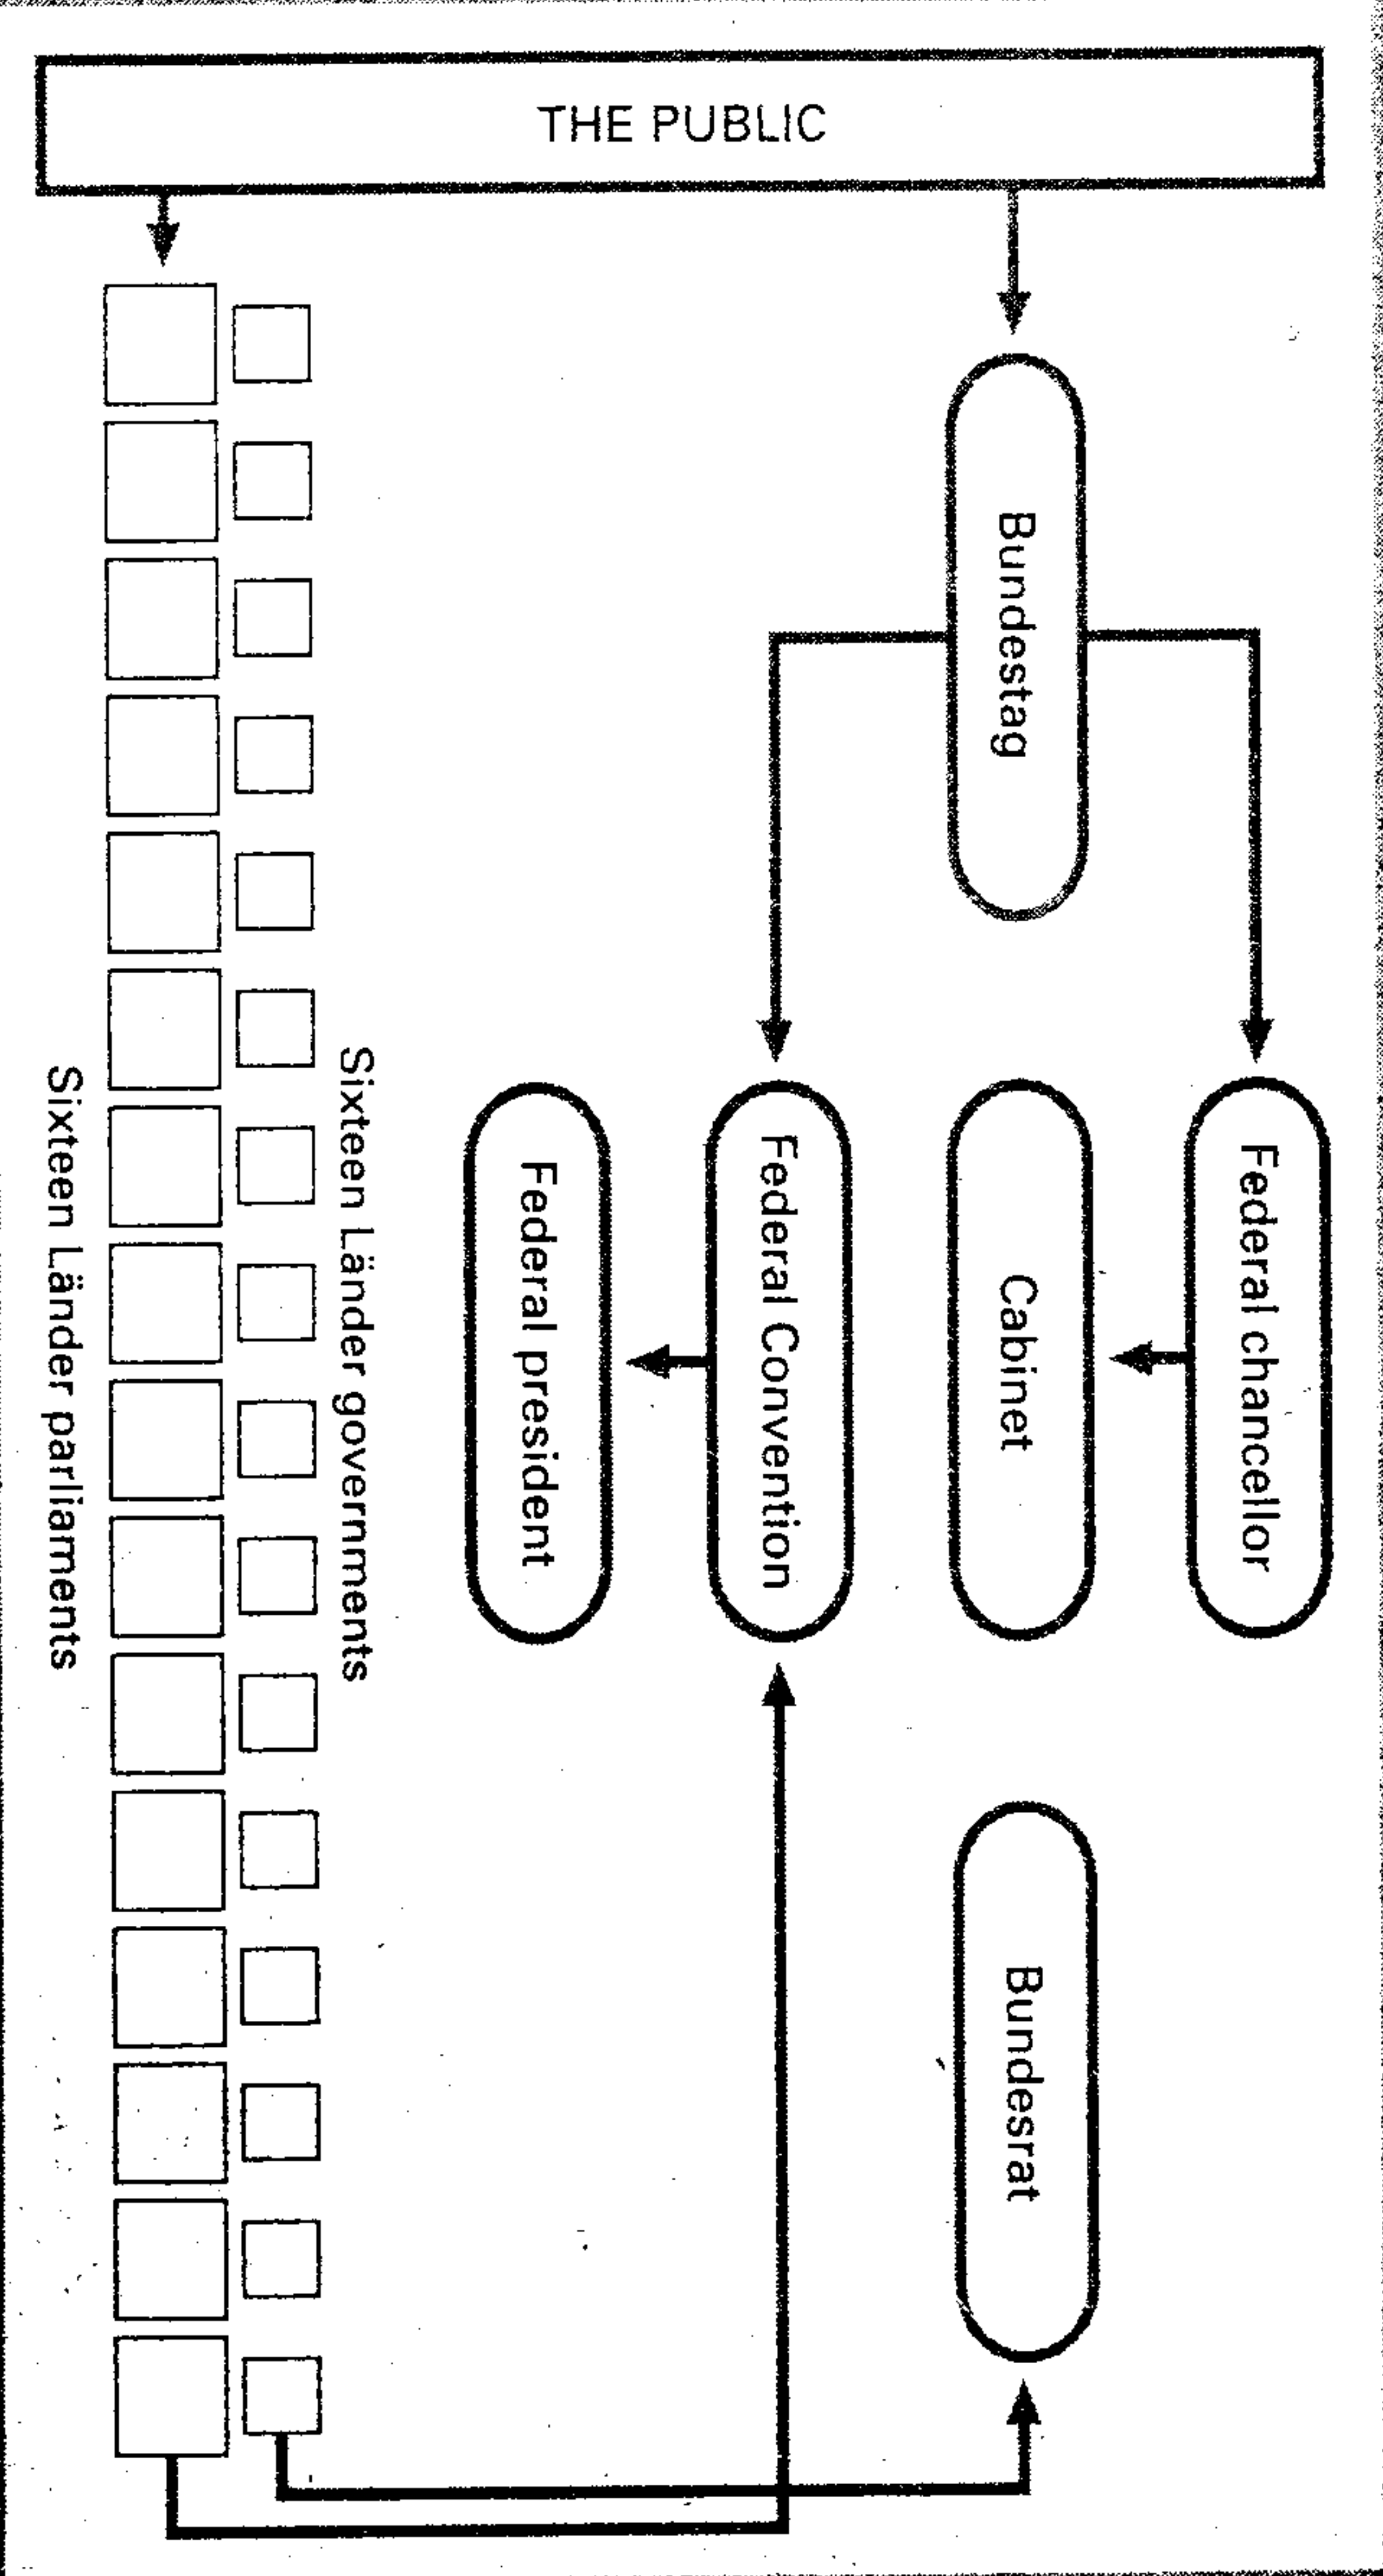 THE PUBLIC
Bundestag
Federal chancellor
Cabinet
Federal Convention
Federal president
Bundesrat
Sixteen Länder governments
Sixteen Länder parliaments